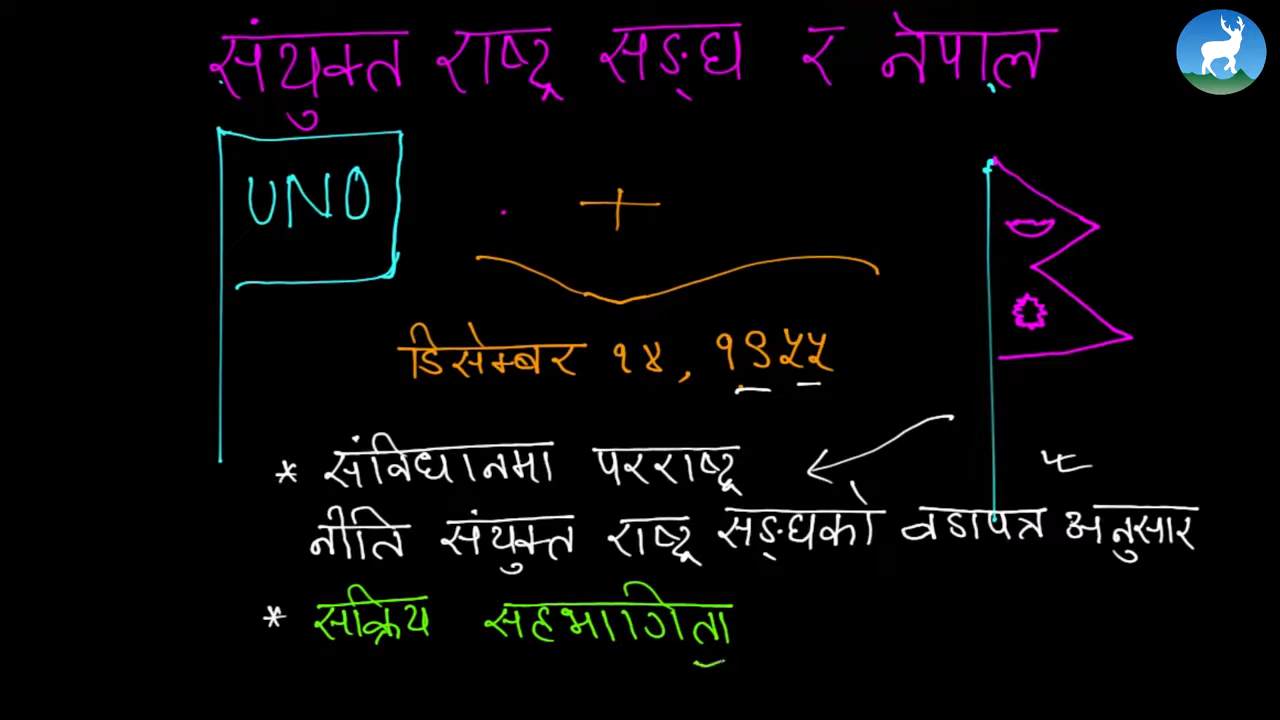 संयुक्त राष्ट्र सङ्घ र नेपाल
UNO
डिसेम्बर १४, १९५५
* संविधानमा परराष्ट्र
नीति संयुक्त राष्ट्र सङ्घको वडापत्र अनुसार
* सक्रिय सहभागिता